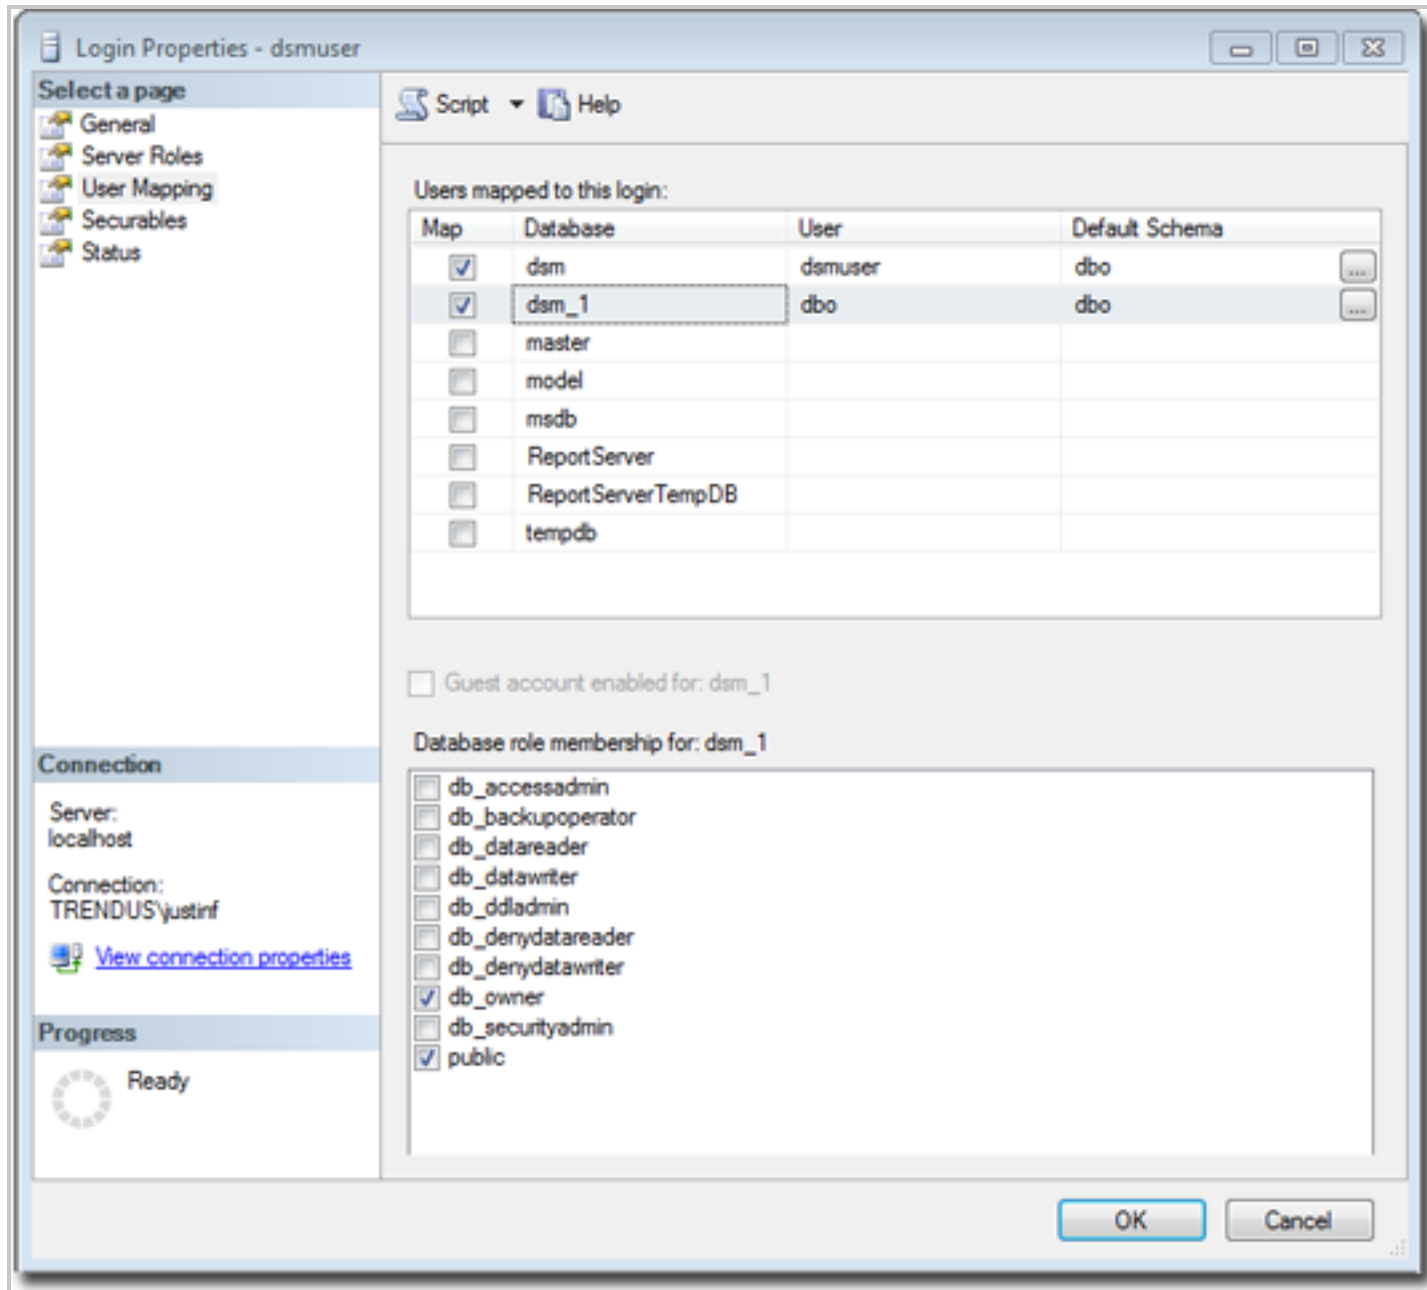 Login Properties - dsmuser
Select a page
General
Server Roles
User Mapping
Securables
Status
Script Help
Users mapped to this login:
Map Database User Default Schema
dsm dsmuser dbo ...
dsm_1 dbo dbo ...
master
model
msdb
ReportServer
ReportServerTempDB
tempdb
Guest account enabled for: dsm_1
Database role membership for: dsm_1
db_accessadmin
db_backupoperator
db_datareader
db_datawriter
db_ddladmin
db_denydatareader
db_denydatawriter
db_owner
db_securityadmin
public
Connection
Server:
localhost
Connection:
TRENDUS\justinf
View connection properties
Progress
Ready
OK Cancel